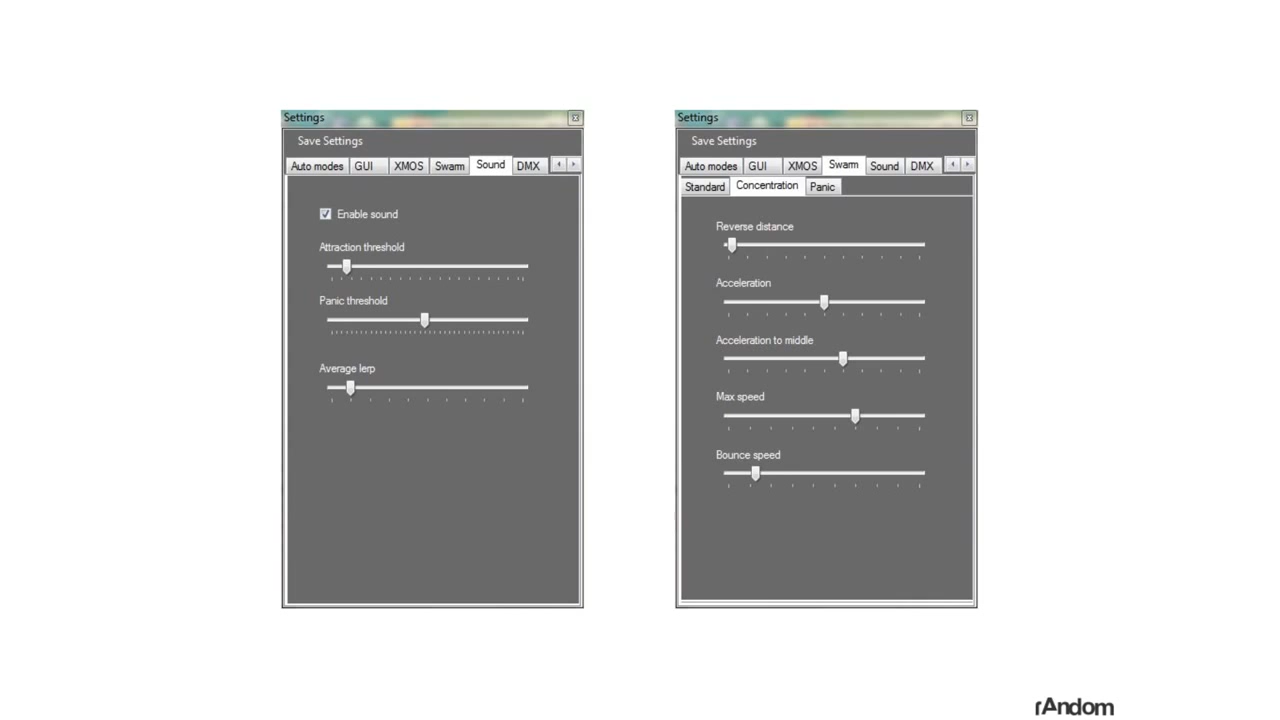 Settings
Save Settings
Auto modes GUI XMOS Swarm Sound DMX
Enable sound
Attraction threshold
Panic threshold
Average lerp
Settings
Save Settings
Auto modes GUI XMOS Swarm Sound DMX
Standard Concentration Panic
Reverse distance
Acceleration
Acceleration to middle
Max speed
Bounce speed
rAndom